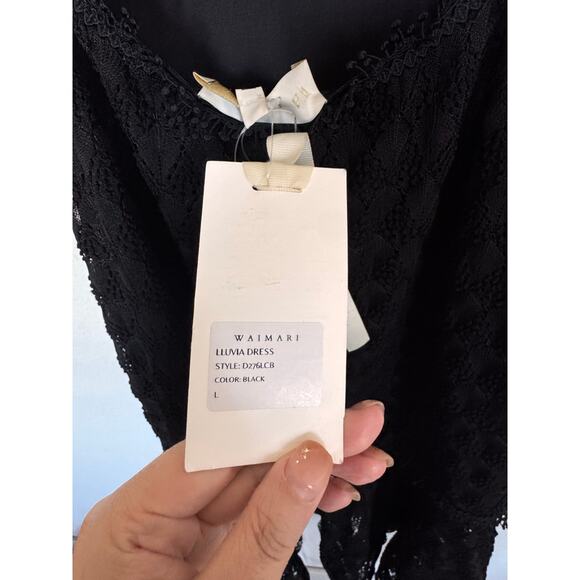 WAIMARI
LLUVIA DRESS
STYLE: D276LCB
COLOR: BLACK
L